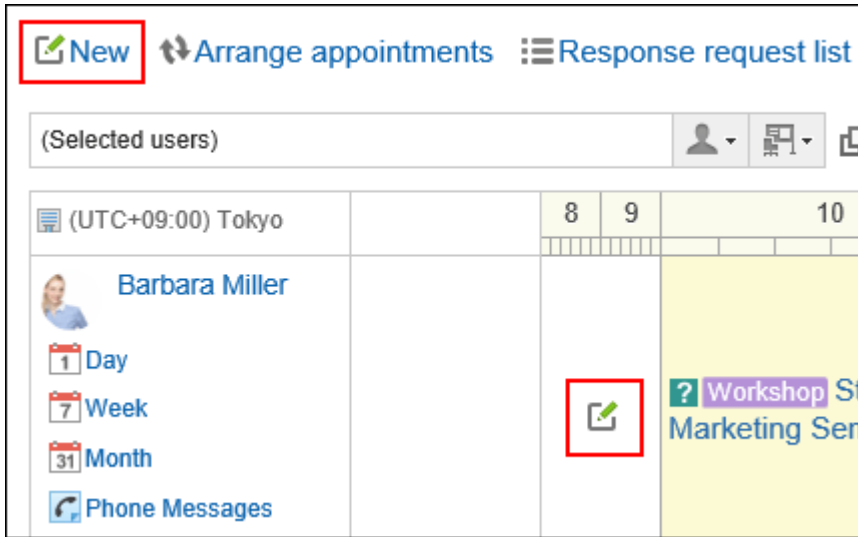 New Arrange appointments Response request list
(Selected users)
(UTC+09:00) Tokyo 8 9 10
Barbara Miller
1 Day
7 Week
31 Month
Phone Messages
? Workshop
Marketing